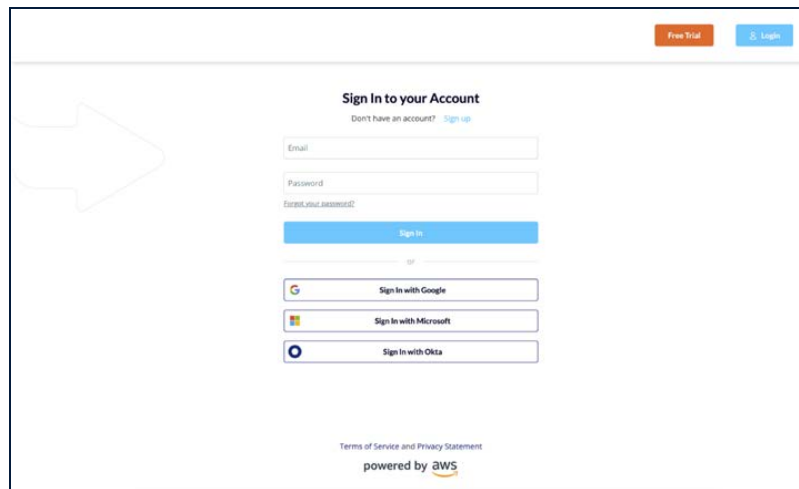 Free Trial
Login
Sign In to your Account
Don't have an account? Sign up
Email
Password
Forgot your password?
Sign In
or
Sign In with Google
Sign In with Microsoft
Sign In with Okta
Terms of Service and Privacy Statement
powered by aws